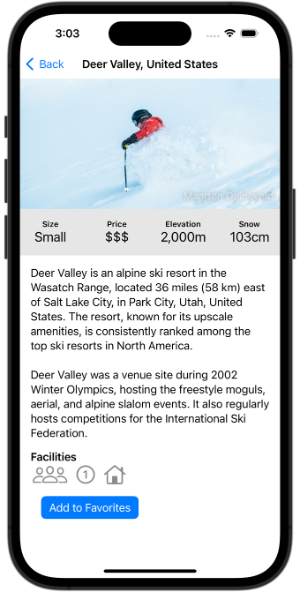 3:03
Back
Deer Valley, United States
Size
Price
Elevation
Snow
Small
$$$
2,000m
103cm
Deer Valley is an alpine ski resort in the
Wasatch Range, located 36 miles (58 km) east
of Salt Lake City, in Park City, Utah, United
States. The resort, known for its upscale
amenities, is consistently ranked among the
top ski resorts in North America.
Deer Valley was a venue site during 2002
Winter Olympics, hosting the freestyle moguls,
aerial, and alpine slalom events. It also regularly
hosts competitions for the International Ski
Federation.
Facilities
1
Add to Favorites